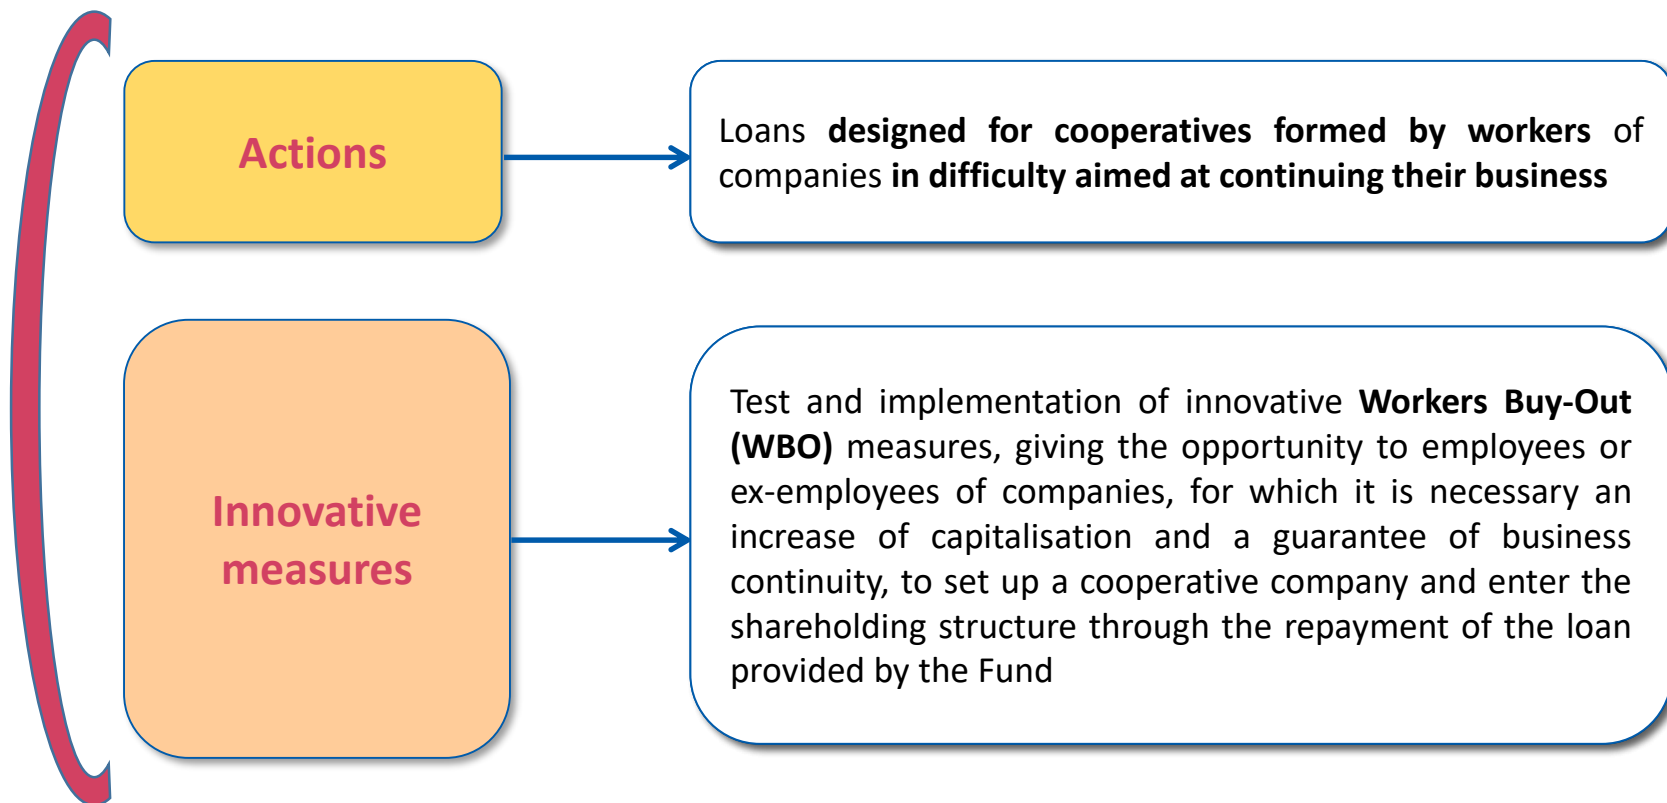 Actions
Loans designed for cooperatives formed by workers of
companies in difficulty aimed at continuing their business
Innovative
measures
Test and implementation of innovative Workers Buy-Out
(WBO) measures, giving the opportunity to employees or
ex-employees of companies, for which it is necessary an
increase of capitalisation and a guarantee of business
continuity, to set up a cooperative company and enter the
shareholding structure through the repayment of the loan
provided by the Fund